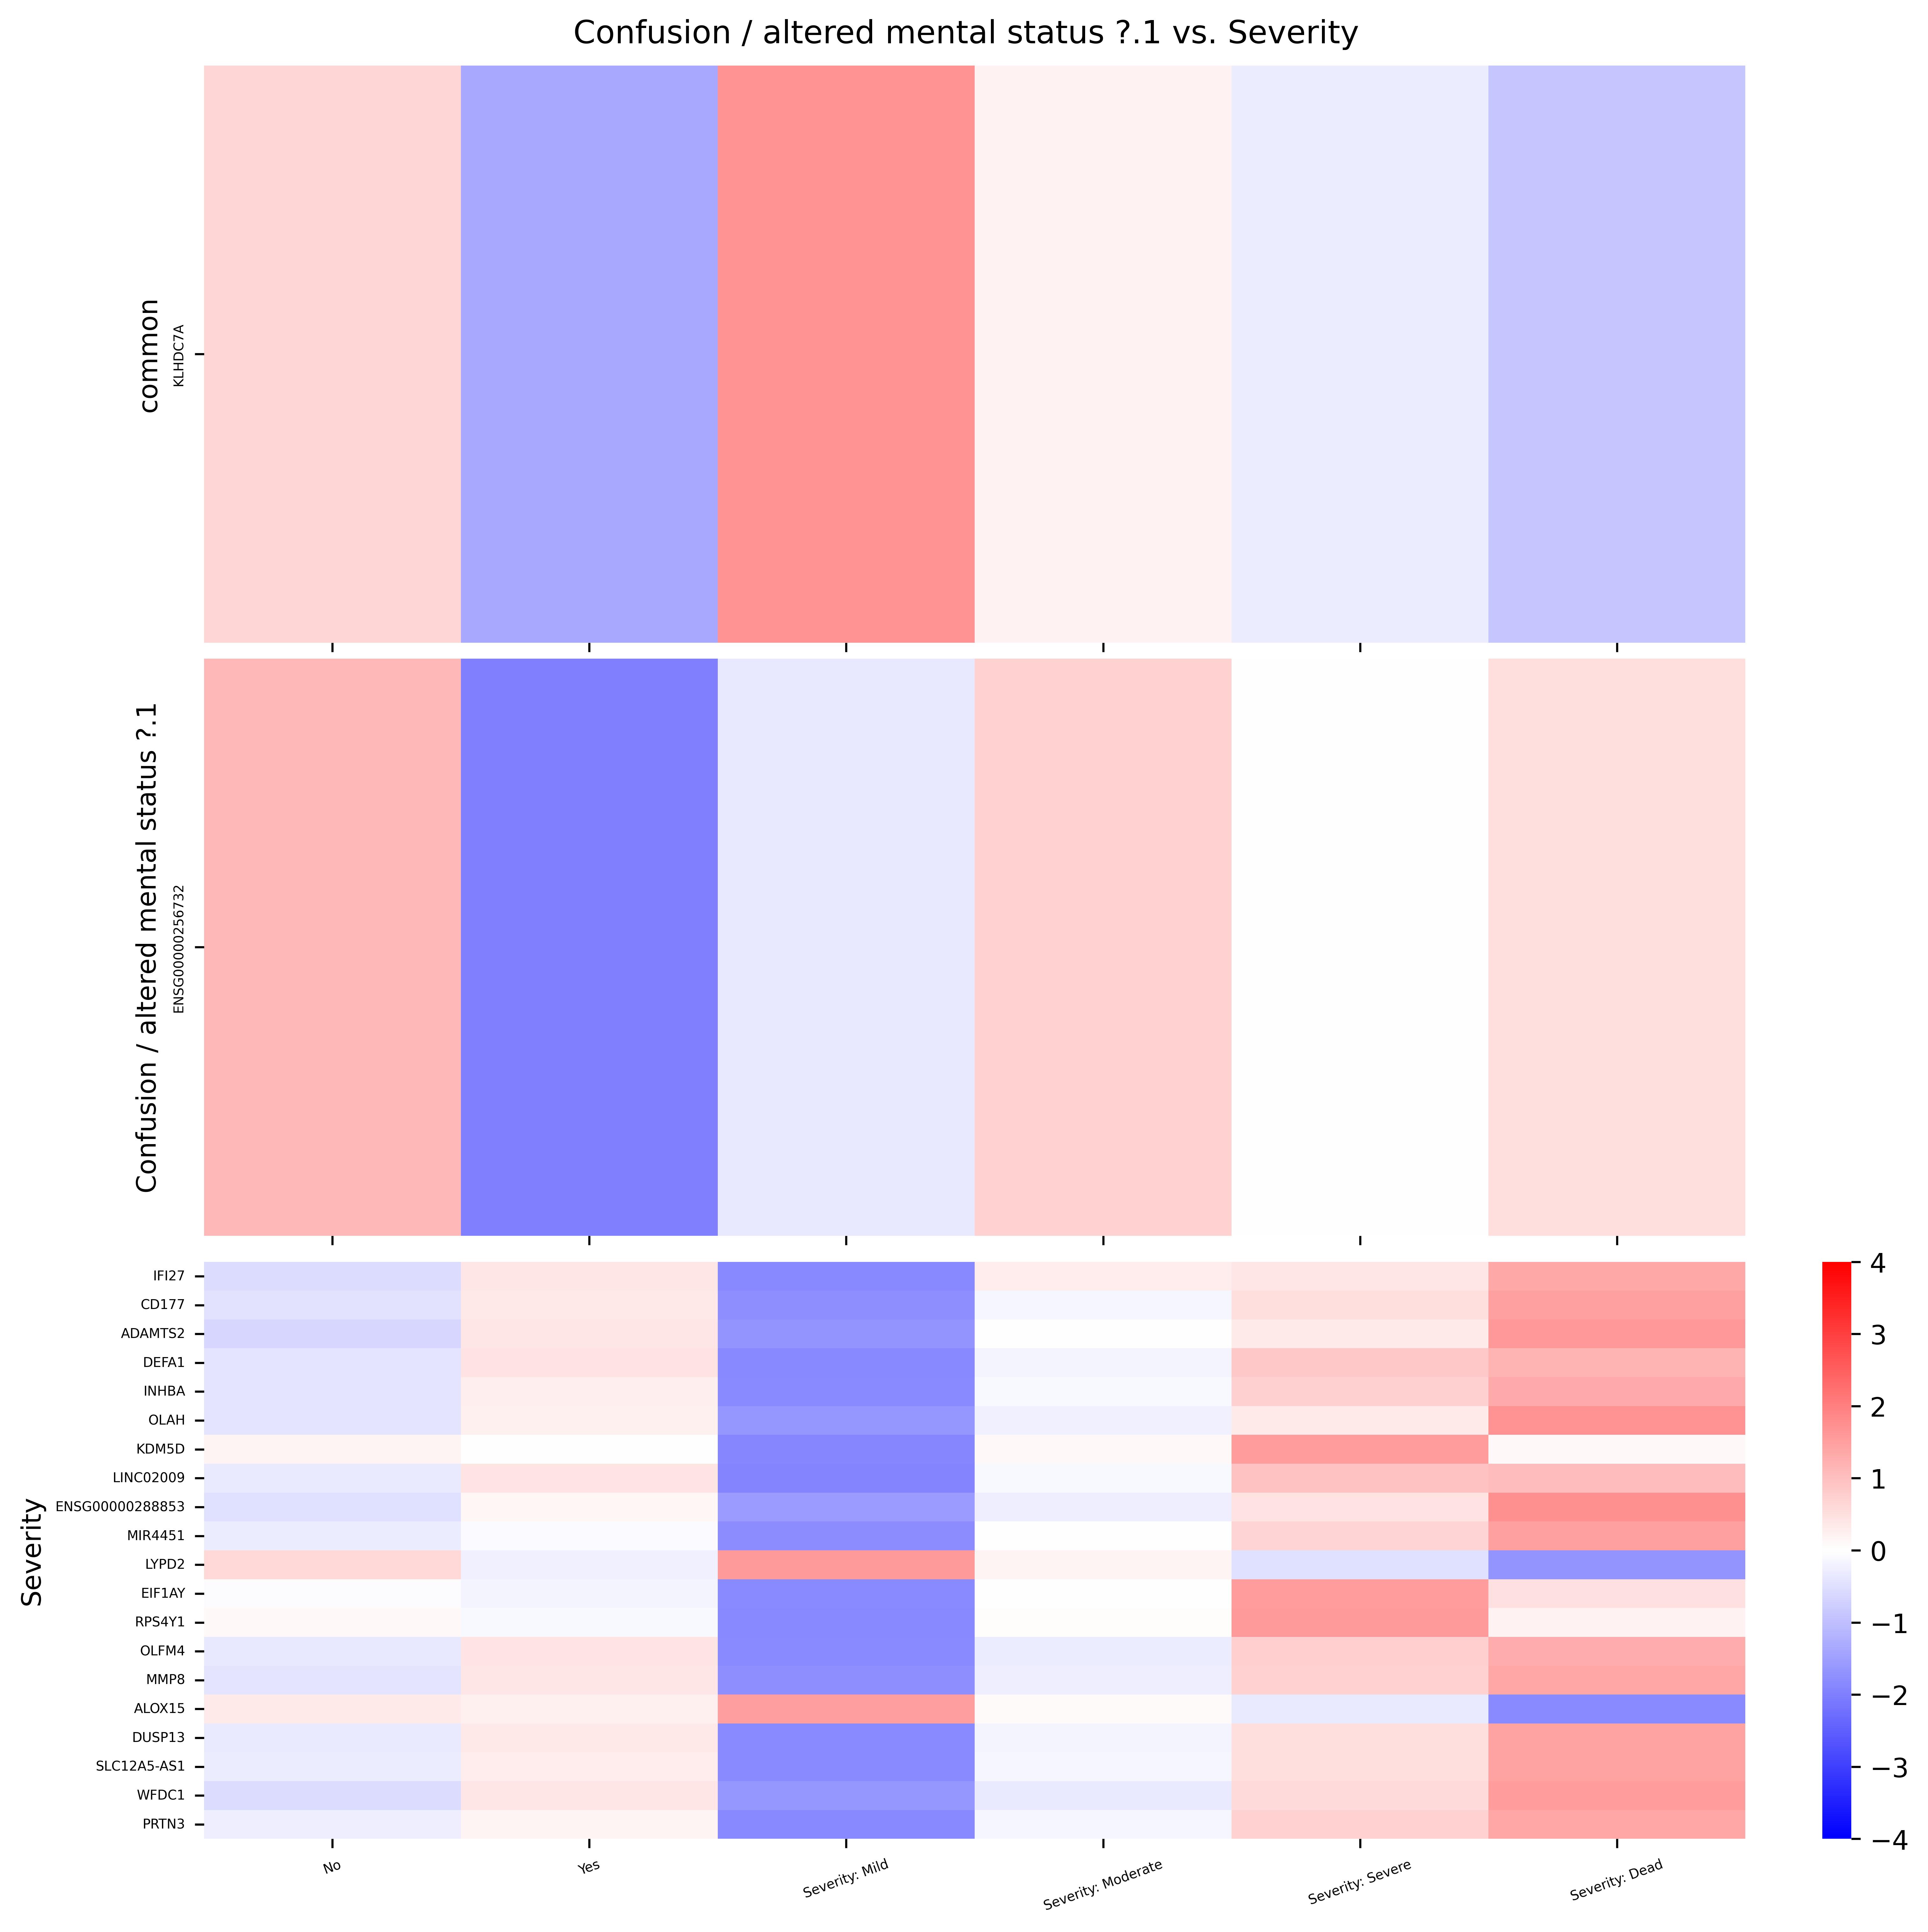 Confusion / altered mental status ?.1 vs. Severity
common
KLHDC7A
Confusion / altered mental status ?.1
ENSG00000256732
Severity
IFI27
CD177
ADAMTS2
DEFA1
INHBA
OLAH
KDM5D
LINC02009
ENSG00000288853
MIR4451
LYPD2
EIF1AY
RPS4Y1
OLFM4
MMP8
ALOX15
DUSP13
SLC12A5-AS1
WFDC1
PRTN3
No
Yes
Severity: Mild
Severity: Moderate
Severity: Severe
Severity: Dead
4
3
2
1
0
−1
−2
−3
−4